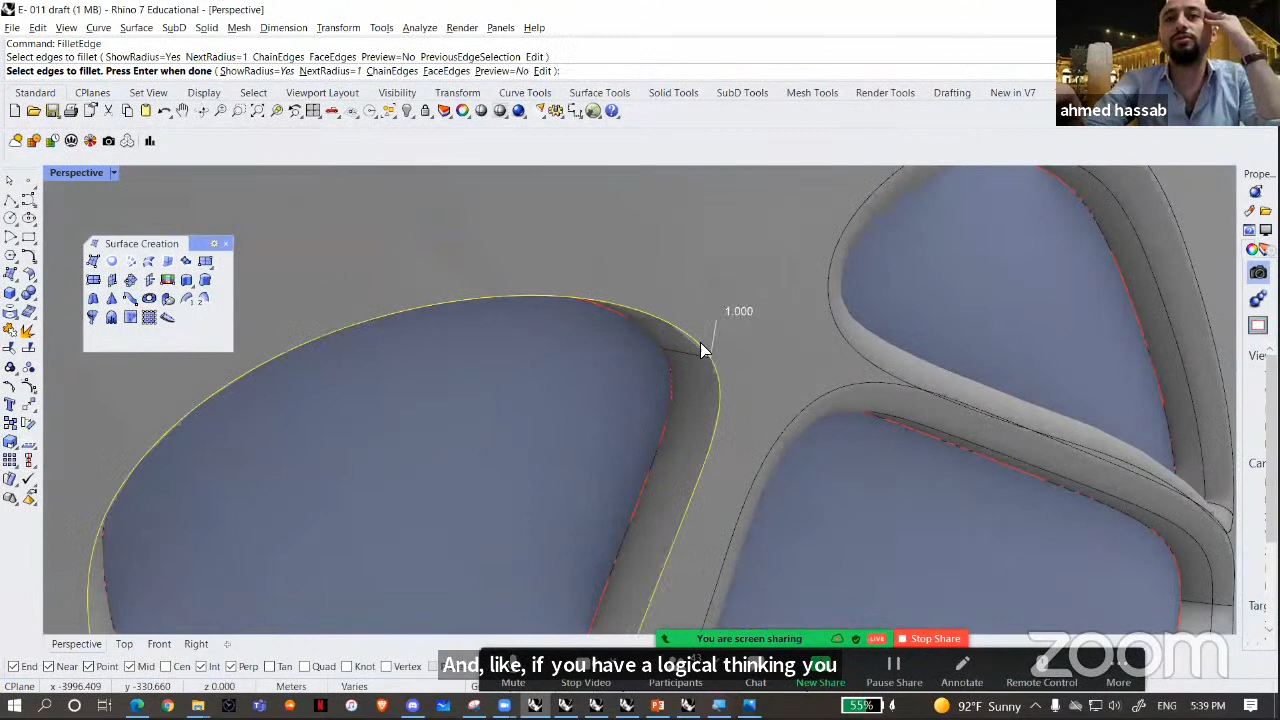 E- 011 draft (1 MB) - Rhino 7 Educational - [Perspective]
File Edit View Curve Surface SubD Solid Mesh Dimension Transform Tools Analyze Render Panels Help
Command: FilletEdge
Select edges to fillet ( ShowRadius=Yes NextRadius=1 ChainEdges FaceEdges Preview=No PreviousEdgeSelection Edit ):
Select edges to fillet. Press Enter when done ( ShowRadius=Yes NextRadius=1 ChainEdges FaceEdges Preview=No Edit ):
Standard CPlanes Set View Display Select Viewport Layout Visibility Transform Curve Tools Surface Tools Solid Tools SubD Tools Mesh Tools Render Tools Drafting New in V7
ahmed hassab
Perspective
Prope...
Surface Creation
1.000
Perspective Top Front Right
You are screen sharing LIVE Stop Share
End Near Point Mid Cen Int Perp Tan Quad Knot Vertex
And, like, if you have a logical thinking you
Mute Stop Video Participants Chat New Share Pause Share Annotate Remote Control More
zoom
CPlane x -3996.409 y -330.660 z 0.000 Meters Varies
55% 92°F Sunny ENG 5:39 PM